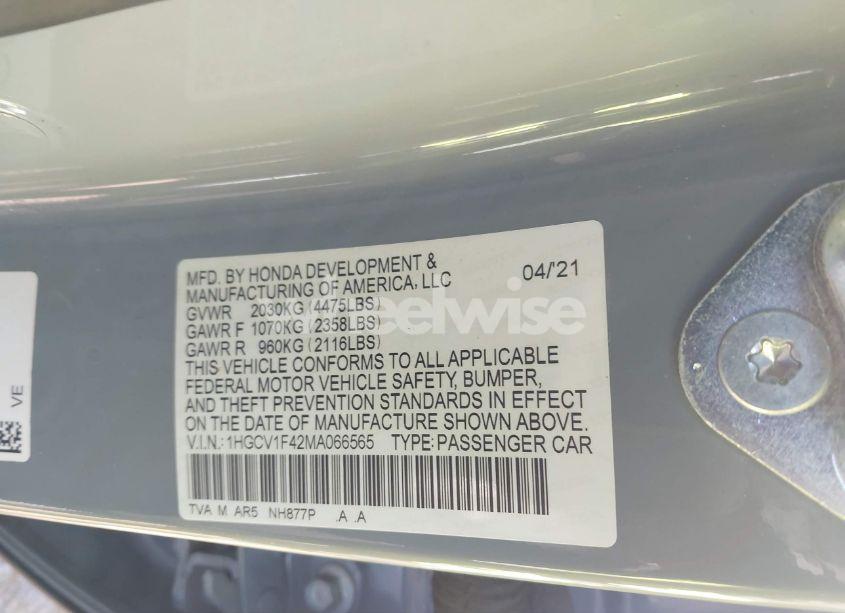 MFD. BY HONDA DEVELOPMENT &
MANUFACTURING OF AMERICA, LLC 04/'21
GVWR 2030KG (4475LBS)
GAWR F 1070KG (2358LBS)
GAWR R 960KG (2116LBS)
THIS VEHICLE CONFORMS TO ALL APPLICABLE
FEDERAL MOTOR VEHICLE SAFETY, BUMPER,
AND THEFT PREVENTION STANDARDS IN EFFECT
ON THE DATE OF MANUFACTURE SHOWN ABOVE.
V.I.N.: 1HGCV1F42MA066565 TYPE: PASSENGER CAR
TVA M AR5 NH877P .A .A
VE